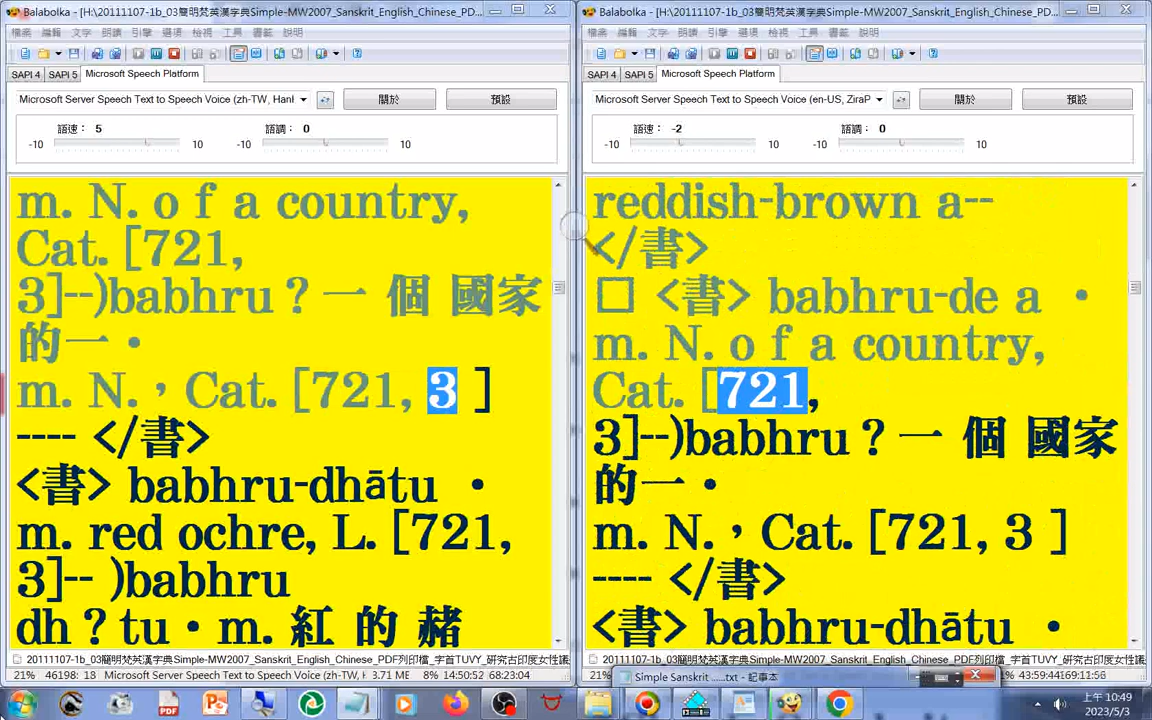 Balabolka - [H:\20111107-1b_03簡明梵英漢字典Simple-MW2007_Sanskrit_English_Chinese_PD...
檔案 編輯 文字 朗讀 引擎 選項 檢視 工具 書籤 說明
SAPI 4 SAPI 5 Microsoft Speech Platform
Microsoft Server Speech Text to Speech Voice (zh-TW, HanI
關於 預設
語速： 5 語調： 0
-10 10 -10 10
m. N. o f a country,
Cat. [721,
3]--)babhru？一 個 國家
的一・
m. N.，Cat. [721, 3 ]
---- </書>
<書> babhru-dhātu ・
m. red ochre, L. [721,
3]-- )babhru
dh？tu・m. 紅 的 赭
20111107-1b_03簡明梵英漢字典Simple-MW2007_Sanskrit_English_Chinese_PDF列印檔_字首TUVY_研究古印度女性議
21% 46198: 18 Microsoft Server Speech Text to Speech Voice (zh-TW, H 3.71 ME 8% 14:50:52 68:23:04
Balabolka - [H:\20111107-1b_03簡明梵英漢字典Simple-MW2007_Sanskrit_English_Chinese_PD...
檔案 編輯 文字 朗讀 引擎 選項 檢視 工具 書籤 說明
SAPI 4 SAPI 5 Microsoft Speech Platform
Microsoft Server Speech Text to Speech Voice (en-US, ZiraP
關於 預設
語速： -2 語調： 0
-10 10 -10 10
reddish-brown a--
</書>
□ <書> babhru-de a ・
m. N. o f a country,
Cat. [721,
3]--)babhru？一 個 國家
的一・
m. N.，Cat. [721, 3 ]
---- </書>
<書> babhru-dhātu ・
20111107-1b_03簡明梵英漢字典Simple-MW2007_Sanskrit_English_Chinese_PDF列印檔_字首TUVY_研究古印度女性議
21% Simple Sanskrit .....txt - 記事本 43:59:44 169:11:56
PDF
上午 10:49
2023/5/3